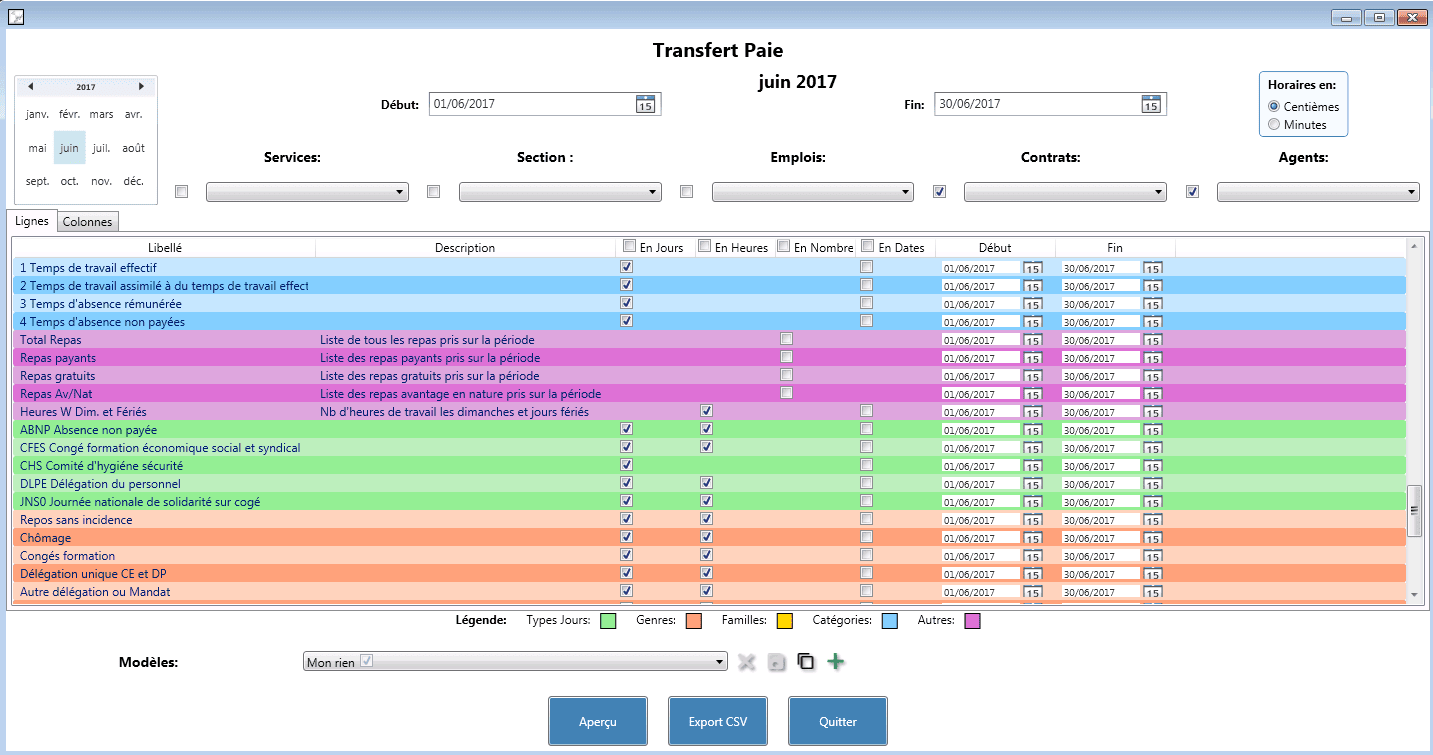 Transfert Paie
juin 2017
2017
janv. févr. mars avr.
mai juin juil. août
sept. oct. nov. déc.
Début: 01/06/2017 15
Fin: 30/06/2017 15
Horaires en:
Centièmes
Minutes
Services: Section : Emplois: Contrats: Agents:
Lignes Colonnes
Libellé Description En Jours En Heures En Nombre En Dates Début Fin
1 Temps de travail effectif 01/06/2017 15 30/06/2017 15
2 Temps de travail assimilé à du temps de travail effect 01/06/2017 15 30/06/2017 15
3 Temps d'absence rémunérée 01/06/2017 15 30/06/2017 15
4 Temps d'absence non payées 01/06/2017 15 30/06/2017 15
Total Repas Liste de tous les repas pris sur la période 01/06/2017 15 30/06/2017 15
Repas payants Liste des repas payants pris sur la période 01/06/2017 15 30/06/2017 15
Repas gratuits Liste des repas gratuits pris sur la période 01/06/2017 15 30/06/2017 15
Repas Av/Nat Liste des repas avantage en nature pris sur la période 01/06/2017 15 30/06/2017 15
Heures W Dim. et Fériés Nb d'heures de travail les dimanches et jours fériés 01/06/2017 15 30/06/2017 15
ABNP Absence non payée 01/06/2017 15 30/06/2017 15
CFES Congé formation économique social et syndical 01/06/2017 15 30/06/2017 15
CHS Comité d'hygiéne sécurité 01/06/2017 15 30/06/2017 15
DLPE Délégation du personnel 01/06/2017 15 30/06/2017 15
JNS0 Journée nationale de solidarité sur cogé 01/06/2017 15 30/06/2017 15
Repos sans incidence 01/06/2017 15 30/06/2017 15
Chômage 01/06/2017 15 30/06/2017 15
Congés formation 01/06/2017 15 30/06/2017 15
Délégation unique CE et DP 01/06/2017 15 30/06/2017 15
Autre délégation ou Mandat 01/06/2017 15 30/06/2017 15
Légende: Types Jours: Genres: Familles: Catégories: Autres:
Modèles: Mon rien
Aperçu Export CSV Quitter